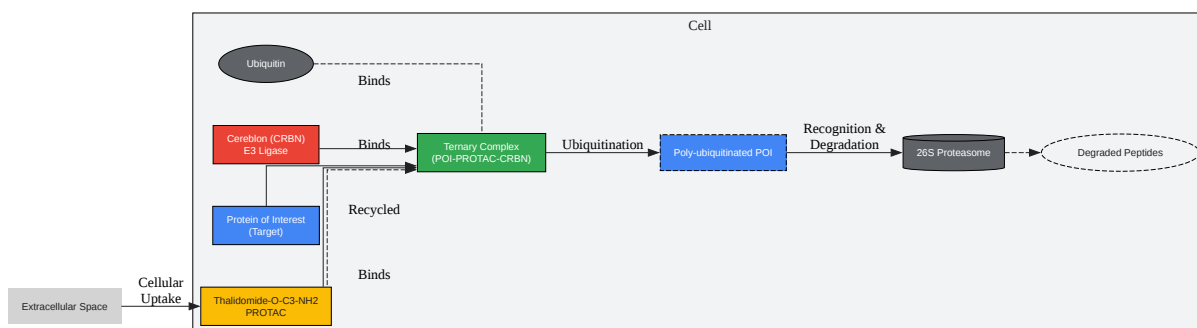 Cell
Ubiquitin
Binds
Cerebron (CRBN)
E3 Ligase
Binds
Ternary Complex
(POI-PROTAC-CRBN)
Ubiquitination
Poly-ubiquitinated POI
Recognition &
Degradation
26S Proteasome
Degraded Peptides
Protein of Interest
(Target)
Recycled
Binds
Cellular
Uptake
Extracellular Space
Thalidomide-O-C3-NH2
PROTAC